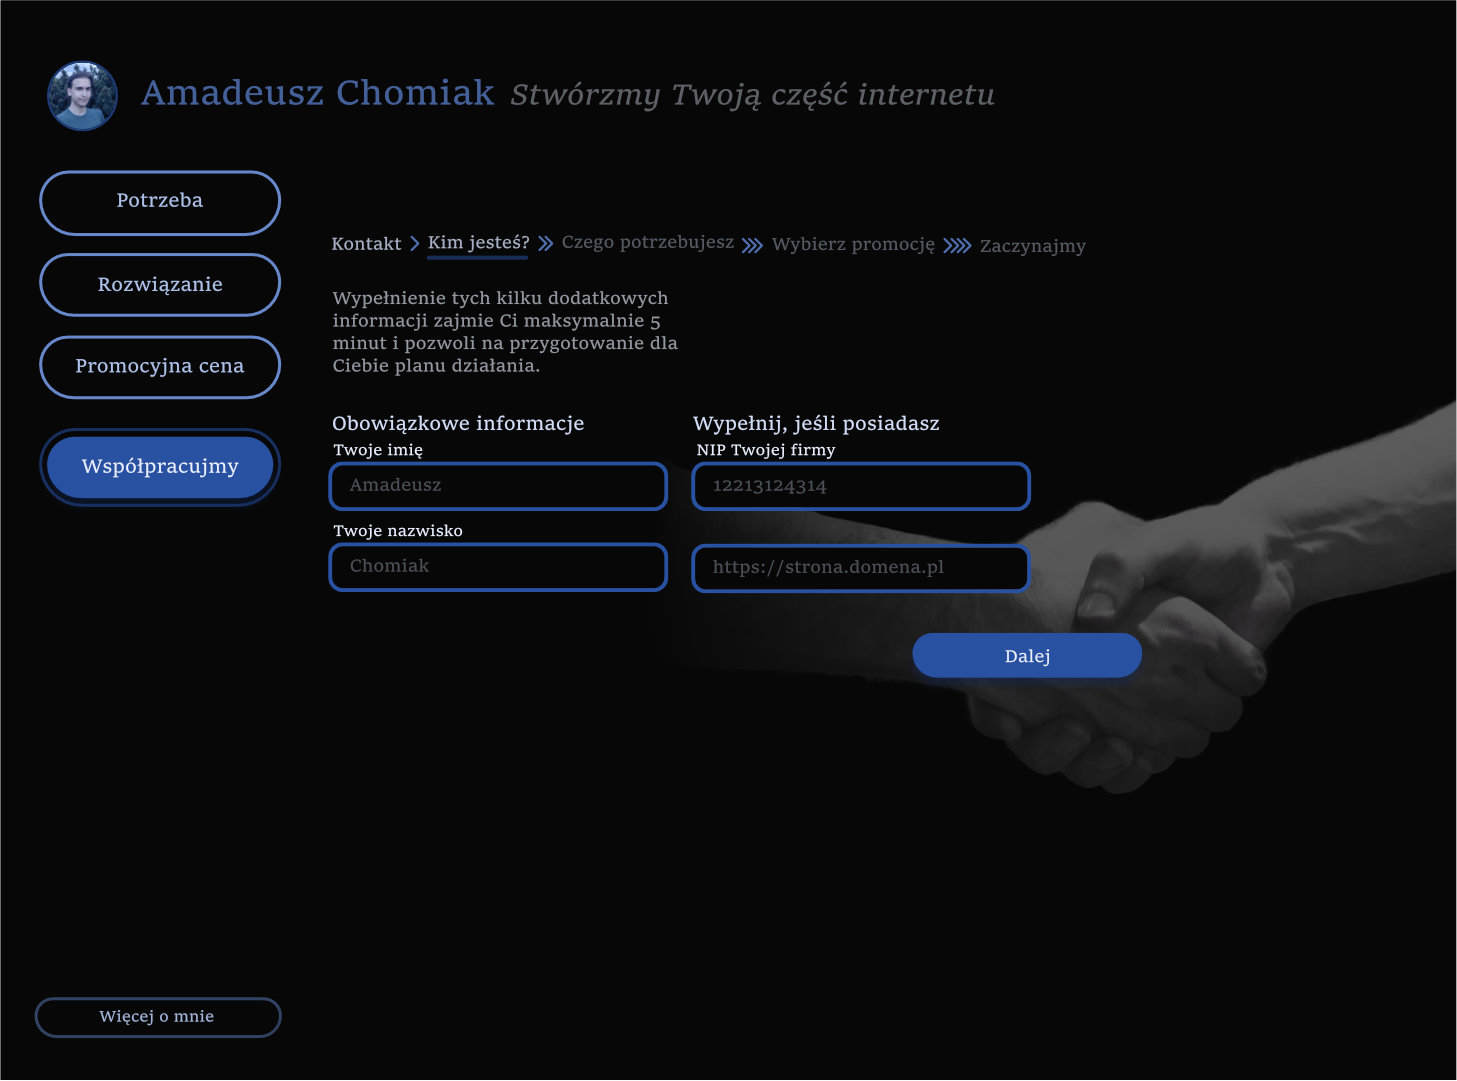 Amadeusz Chomiak Stwórzmy Twoją część internetu
Potrzeba
Rozwiązanie
Promocyjna cena
Współpracujmy
Kontakt Kim jesteś? Czego potrzebujesz Wybierz promocję Zaczynajmy
Wypełnienie tych kilku dodatkowych
informacji zajmie Ci maksymalnie 5
minut i pozwoli na przygotowanie dla
Ciebie planu działania.
Obowiązkowe informacje
Twoje imię
Amadeusz
Twoje nazwisko
Chomiak
Wypełnij, jeśli posiadasz
NIP Twojej firmy
12213124314
https://strona.domena.pl
Dalej
Więcej o mnie